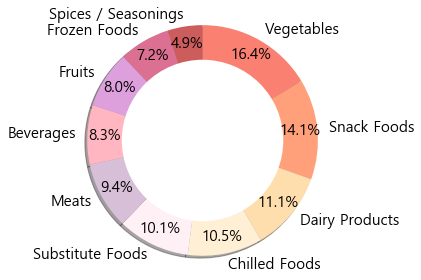 Spices / Seasonings
Frozen Foods
Vegetables
4.9%
7.2%
16.4%
Fruits
8.0%
Beverages
8.3%
14.1%
Snack Foods
Meats
9.4%
11.1%
Dairy Products
10.1%
10.5%
Substitute Foods
Chilled Foods